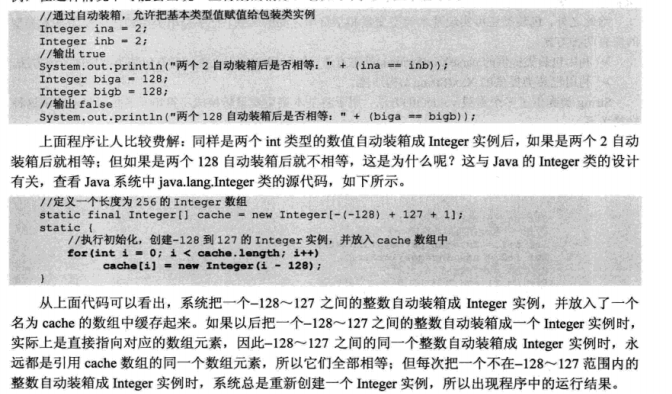 //通过自动装箱，允许把基本类型值赋值给包装类实例
Integer ina = 2;
Integer inb = 2;
//输出 true
System.out.println("两个 2 自动装箱后是否相等：" + (ina == inb));
Integer biga = 128;
Integer bigb = 128;
//输出 false
System.out.println("两个 128 自动装箱后是否相等：" + (biga == bigb));
上面程序让人比较费解：同样是两个 int 类型的数值自动装箱成 Integer 实例后，如果是两个 2 自动
装箱后就相等；但如果是两个 128 自动装箱后就不相等，这是为什么呢？这与 Java 的 Integer 类的设计
有关，查看 Java 系统中 java.lang.Integer 类的源代码，如下所示。
//定义一个长度为 256 的 Integer 数组
static final Integer[] cache = new Integer[-(-128) + 127 + 1];
static {
//执行初始化，创建-128 到 127 的 Integer 实例，并放入 cache 数组中
for(int i = 0; i < cache.length; i++)
cache[i] = new Integer(i - 128);
}
从上面代码可以看出，系统把一个–128～127 之间的整数自动装箱成 Integer 实例，并放入了一个
名为 cache 的数组中缓存起来。如果以后把一个–128～127 之间的整数自动装箱成一个 Integer 实例时，
实际上是直接指向对应的数组元素，因此–128～127 之间的同一个整数自动装箱成 Integer 实例时，永
远都是引用 cache 数组的同一个数组元素，所以它们全部相等；但每次把一个不在–128～127 范围内的
整数自动装箱成 Integer 实例时，系统总是重新创建一个 Integer 实例，所以出现程序中的运行结果。